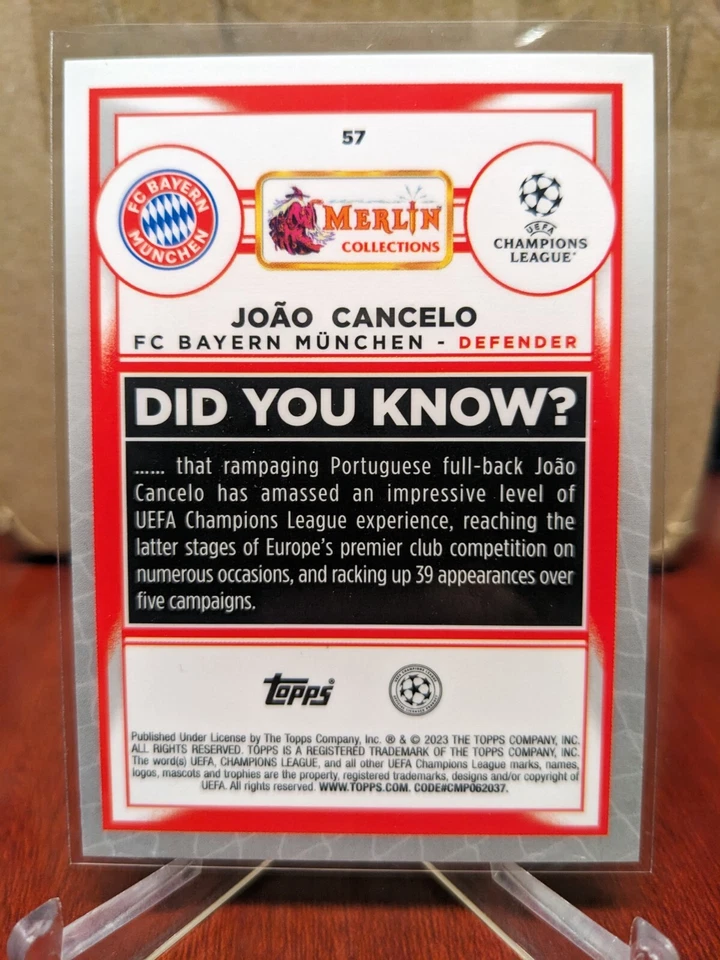 57
FC BAYERN
MÜNCHEN
MERLIN
COLLECTIONS
UEFA
CHAMPIONS
LEAGUE®
JOÃO CANCELO
FC BAYERN MÜNCHEN - DEFENDER
DID YOU KNOW?
...... that rampaging Portuguese full-back João
Cancelo has amassed an impressive level of
UEFA Champions League experience, reaching the
latter stages of Europe's premier club competition on
numerous occasions, and racking up 39 appearances over
five campaigns.
Topps®
Published Under License by The Topps Company, Inc. ® & © 2023 THE TOPPS COMPANY, INC.
ALL RIGHTS RESERVED. TOPPS IS A REGISTERED TRADEMARK OF THE TOPPS COMPANY, INC.
The word(s) UEFA, CHAMPIONS LEAGUE, and all other UEFA Champions League marks, names,
logos, mascots and trophies are the property, registered trademarks, designs and/or copyright of
UEFA. All rights reserved. WWW.TOPPS.COM. CODE#CMP062037.